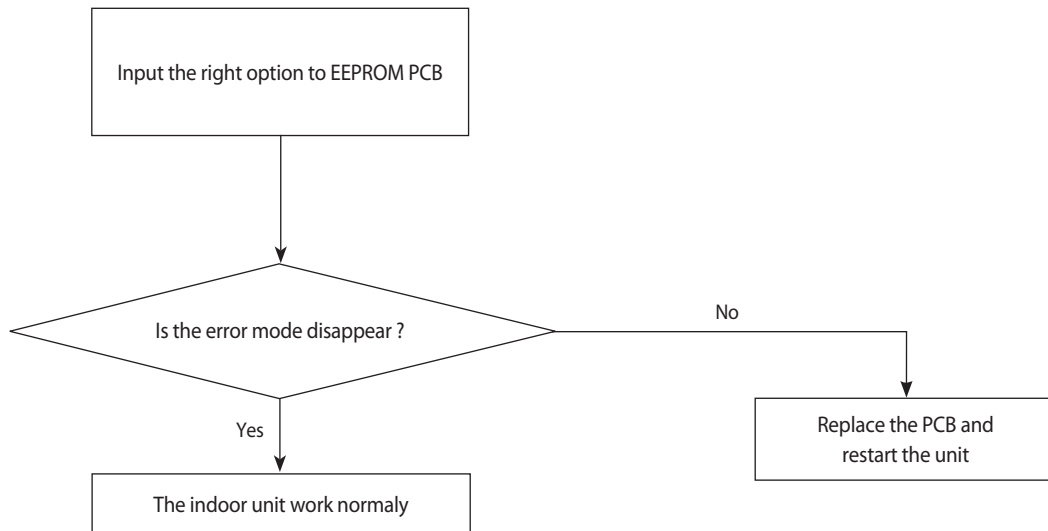 Input the right option to EEPROM PCB
Is the error mode disappear ?
No
Yes
Replace the PCB and
restart the unit
The indoor unit work normaly